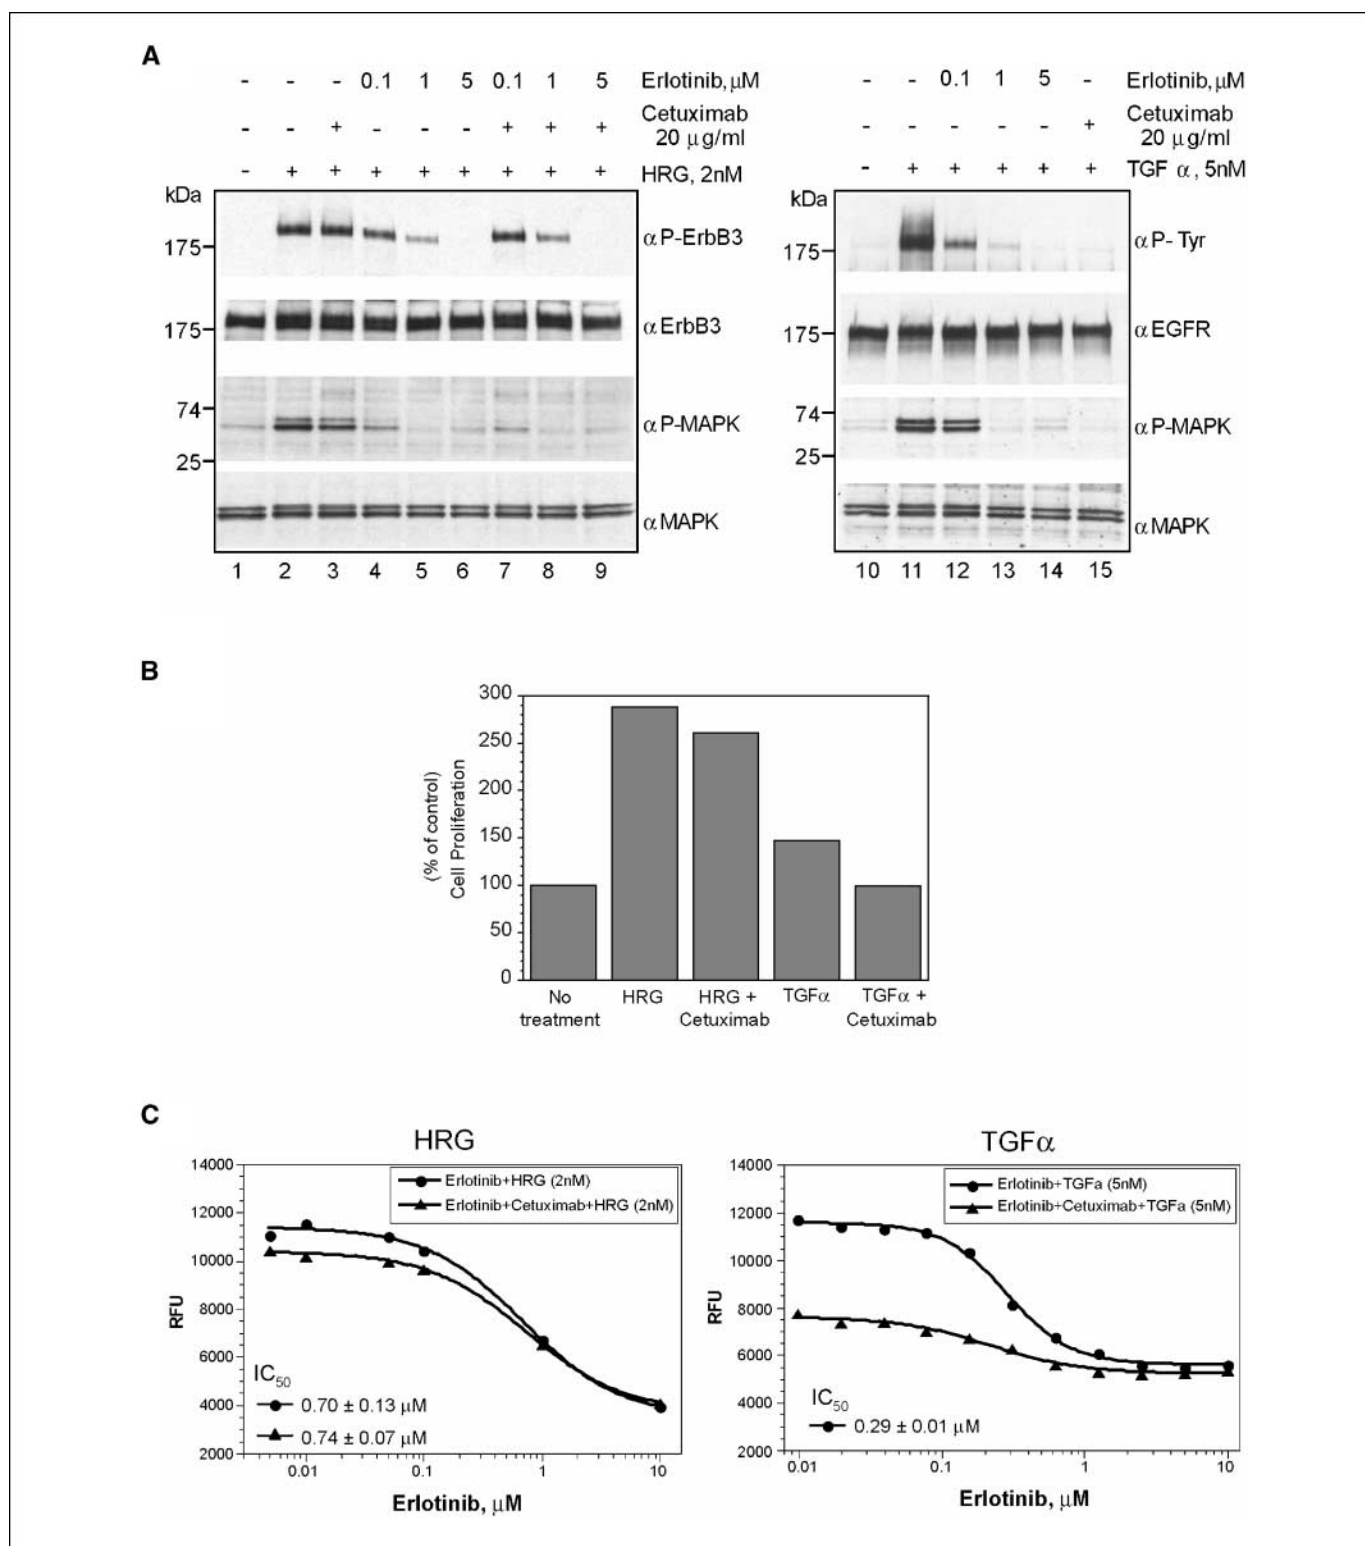 A
- - - 0.1 1 5 0.1 1 5 Erlotinib, μM
- - + - - - + + + Cetuximab
20 μg/ml
- + + + + + + + + HRG, 2nM
kDa
175 αP-ErbB3
175 αErbB3
74
αP-MAPK
25
αMAPK
1 2 3 4 5 6 7 8 9
- - 0.1 1 5 - Erlotinib, μM
- - - - - + Cetuximab
20 μg/ml
- + + + + + TGF α, 5nM
kDa
175 αP-Tyr
175 αEGFR
74
αP-MAPK
25
αMAPK
10 11 12 13 14 15
B
(% of control)
Cell Proliferation
300
250
200
150
100
50
0
No
treatment
HRG
HRG +
Cetuximab
TGFα
TGFα +
Cetuximab
C
HRG
14000
12000
10000
8000
6000
4000
2000
RFU
Erlotinib+HRG (2nM)
Erlotinib+Cetuximab+HRG (2nM)
IC50
0.70 ± 0.13 μM
0.74 ± 0.07 μM
0.01 0.1 1 10
Erlotinib, μM
TGFα
14000
12000
10000
8000
6000
4000
2000
RFU
Erlotinib+TGFa (5nM)
Erlotinib+Cetuximab+TGFa (5nM)
IC50
0.29 ± 0.01 μM
0.01 0.1 1 10
Erlotinib, μM